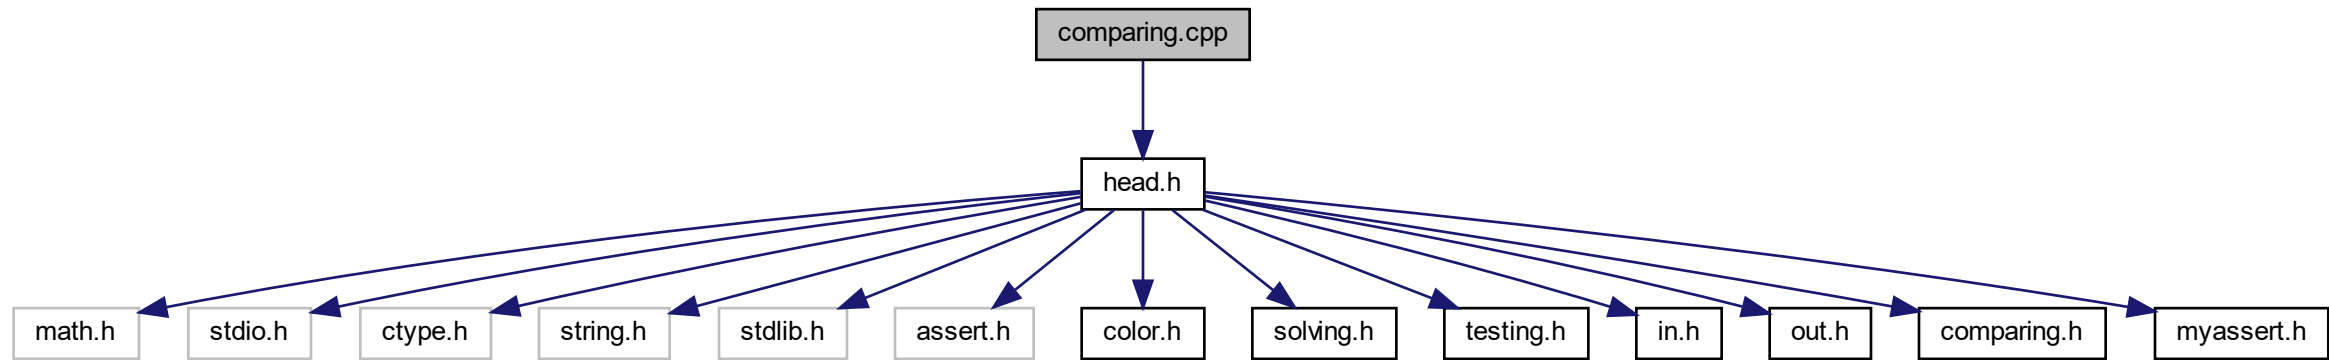 comparing.cpp
head.h
math.h
stdio.h
ctype.h
string.h
stdlib.h
assert.h
color.h
solving.h
testing.h
in.h
out.h
comparing.h
myassert.h